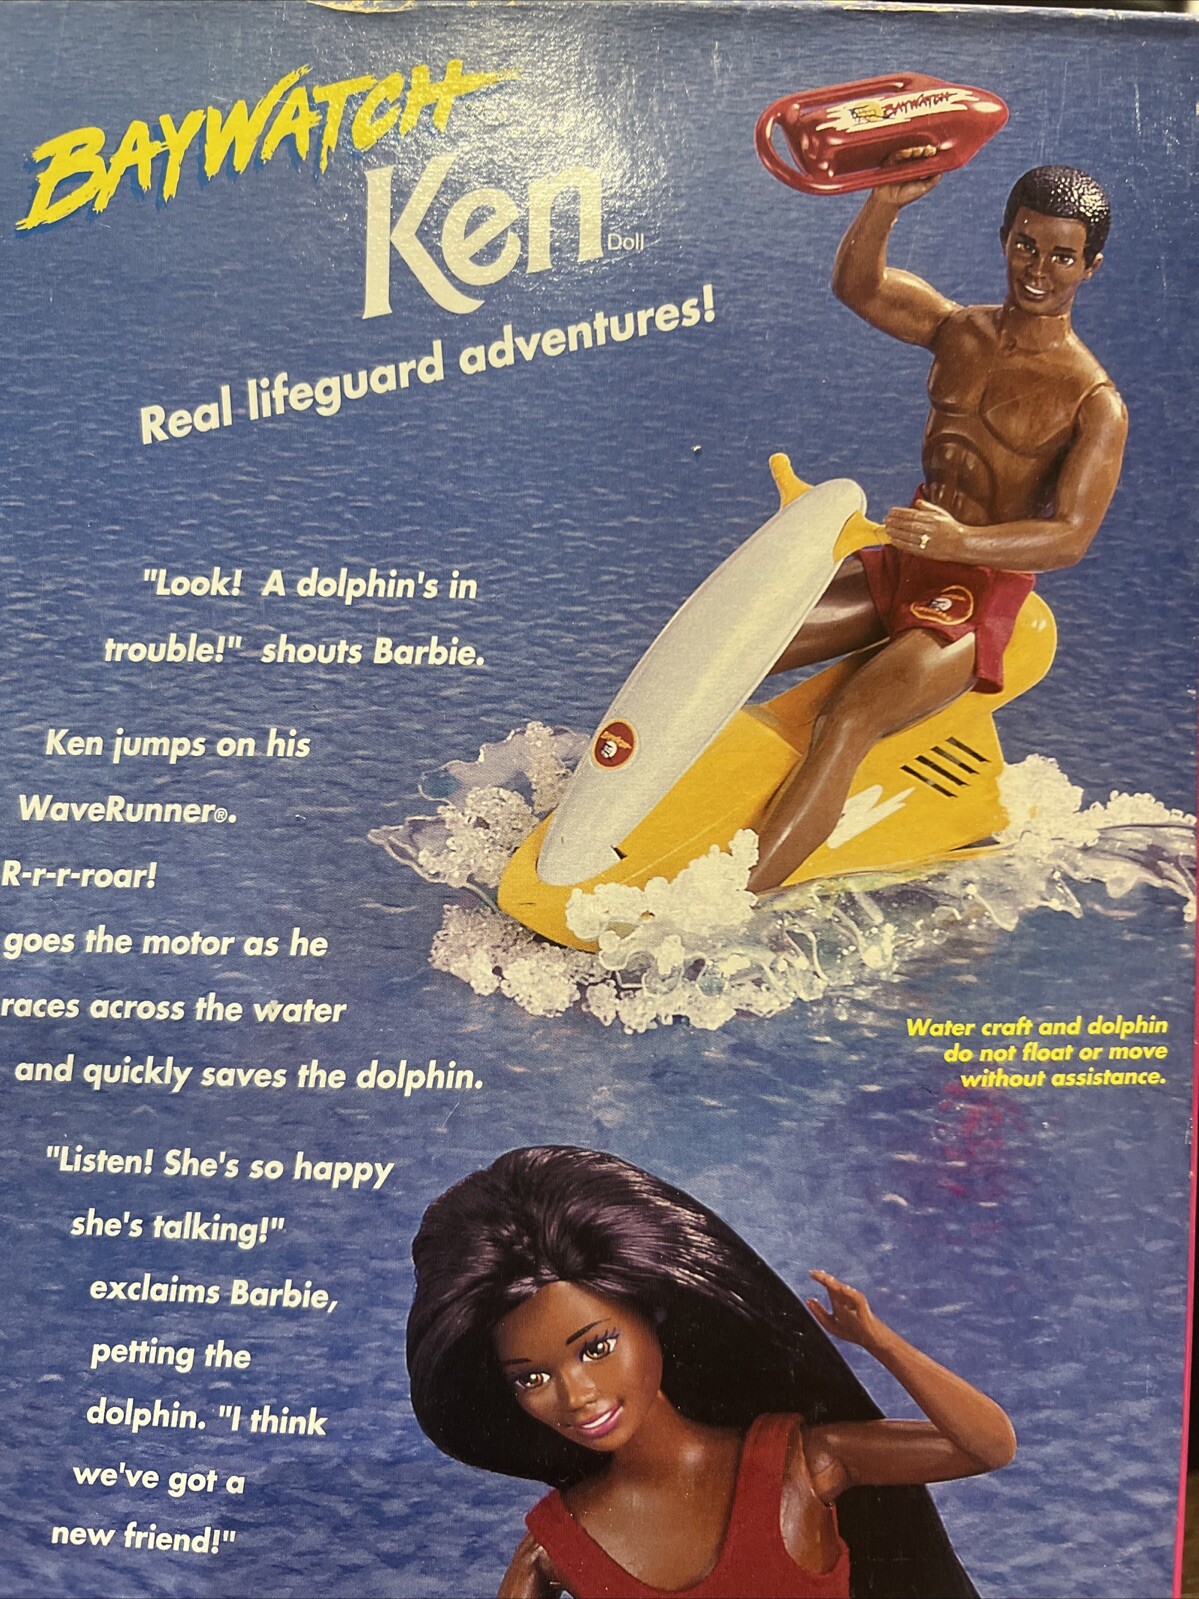 BAYWATCH
BAYWATCH
Ken Doll
Real lifeguard adventures!
"Look! A dolphin's in
trouble!" shouts Barbie.
Ken jumps on his
WaveRunner®.
R-r-r-roar!
goes the motor as he
races across the water
and quickly saves the dolphin.
Water craft and dolphin
do not float or move
without assistance.
"Listen! She's so happy
she's talking!"
exclaims Barbie,
petting the
dolphin. "I think
we've got a
new friend!"